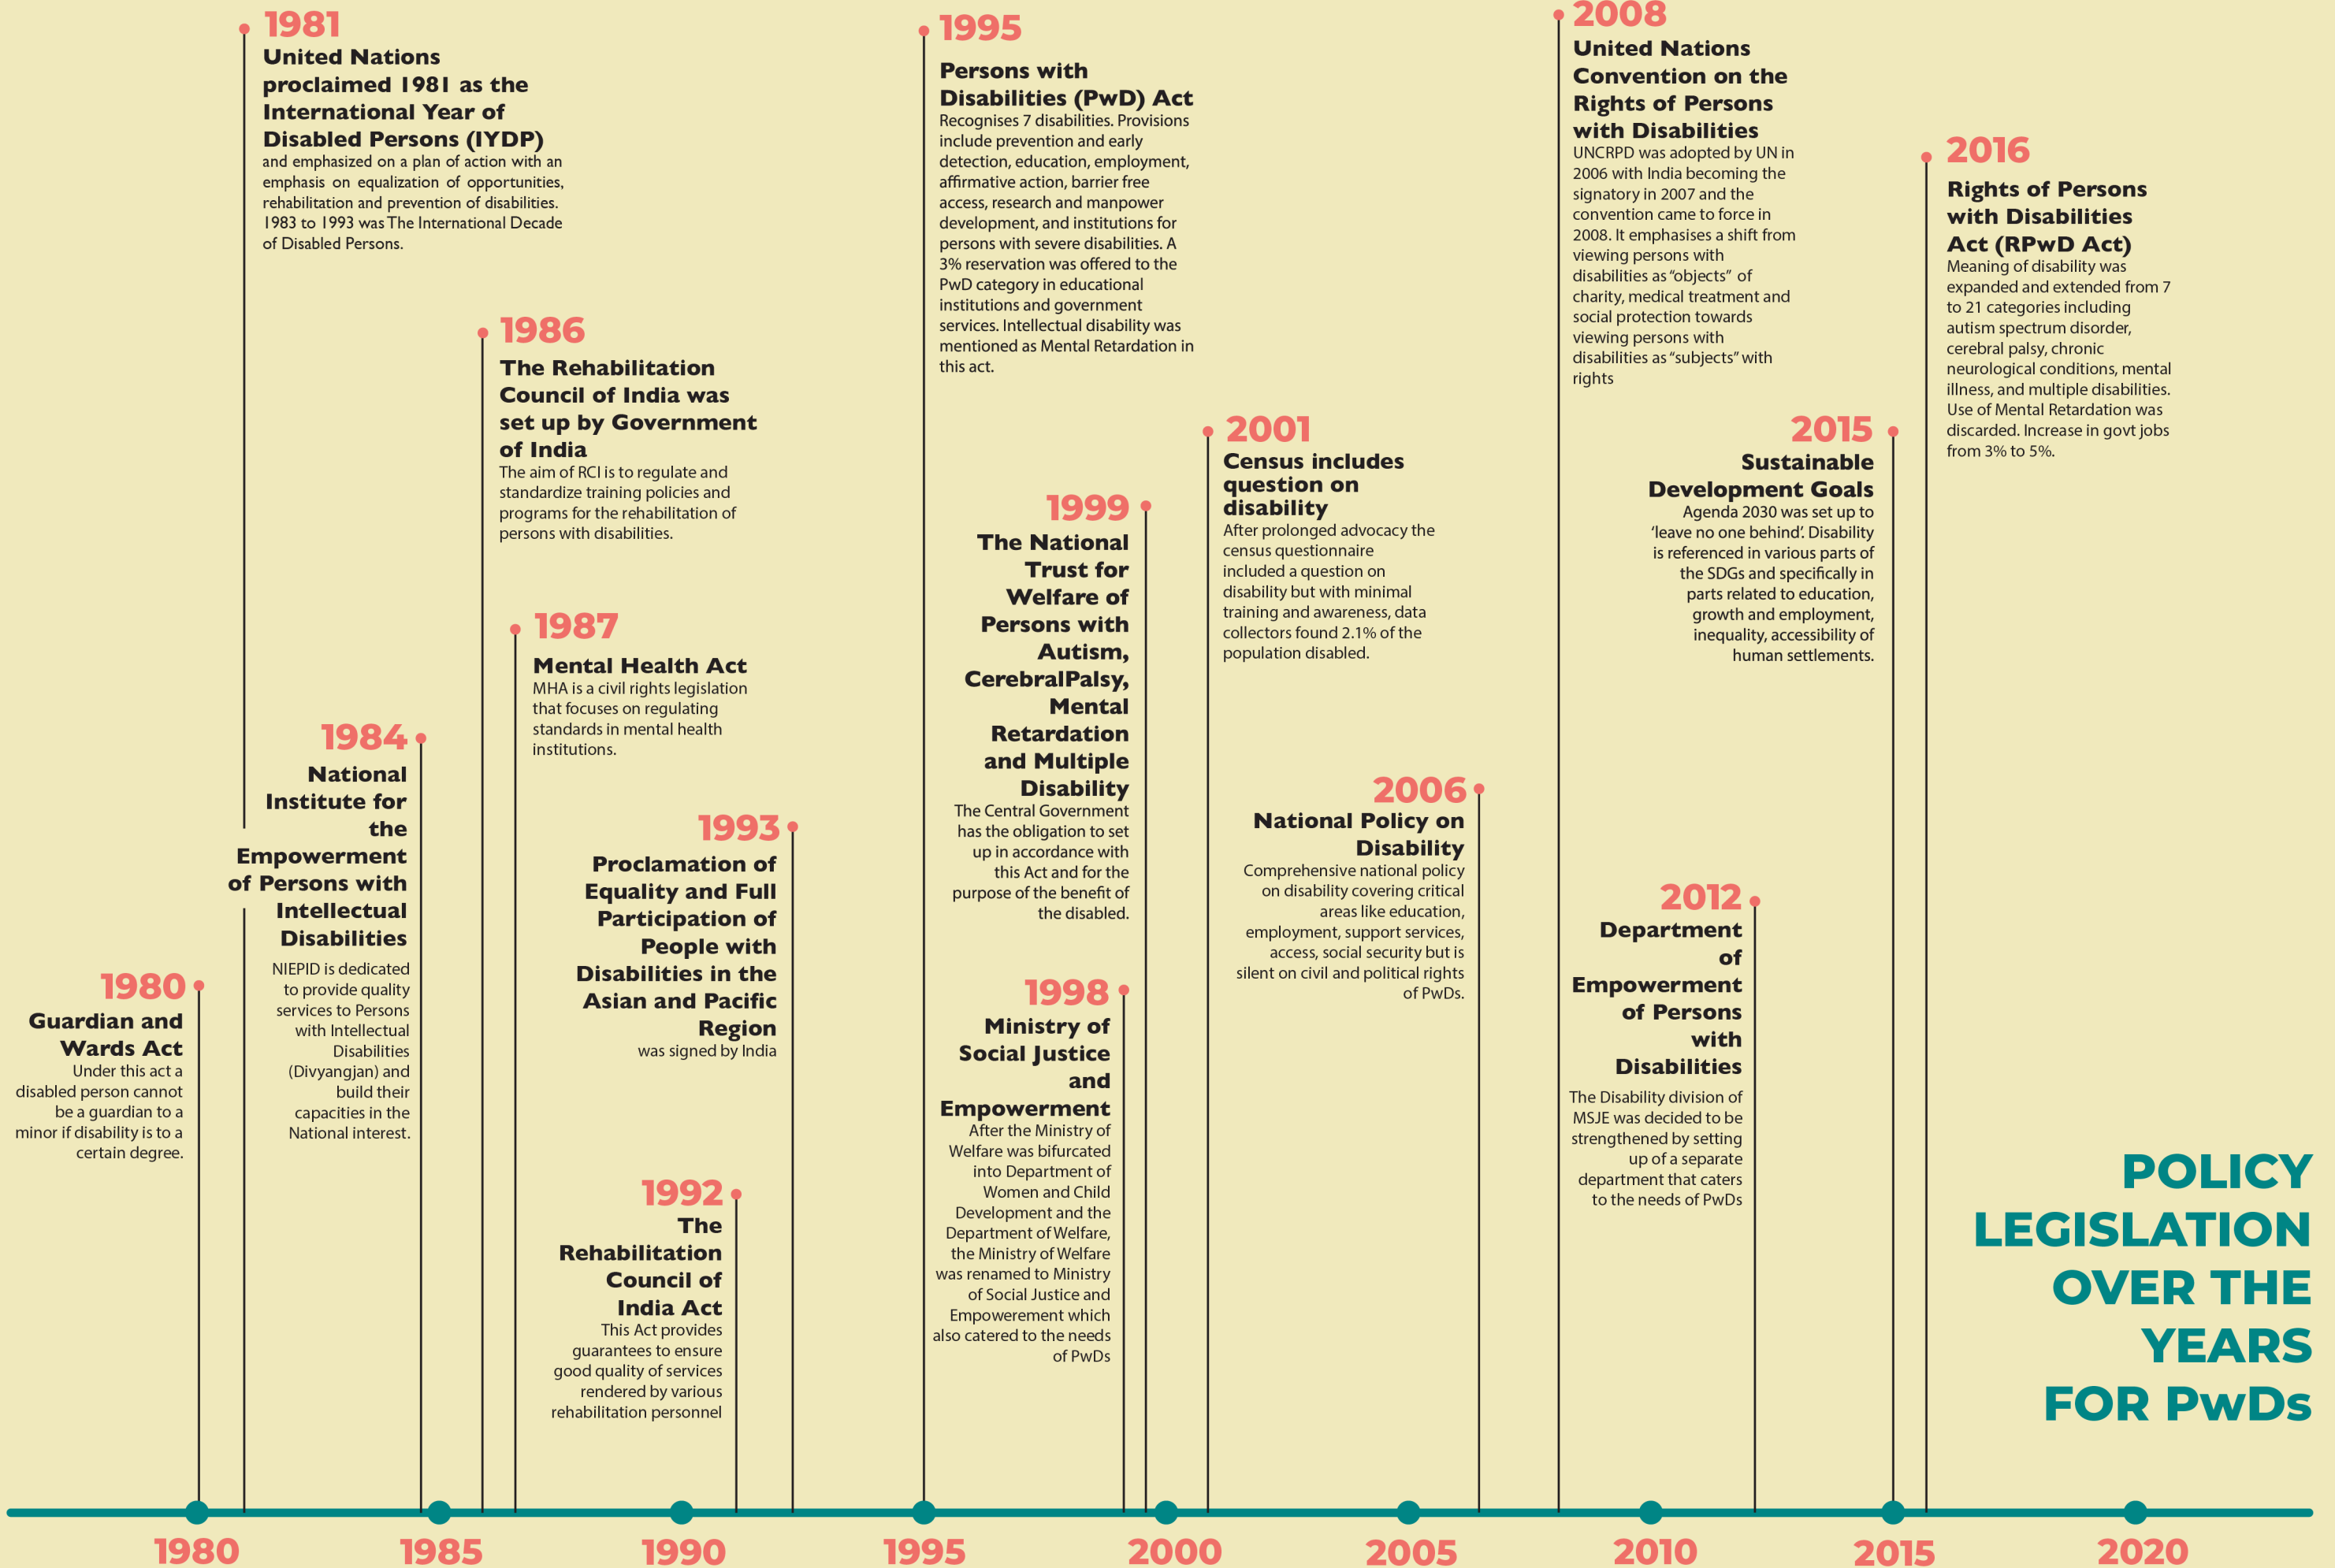 1981
United Nations
proclaimed 1981 as the
International Year of
Disabled Persons (IYDP)
and emphasized on a plan of action with an
emphasis on equalization of opportunities,
rehabilitation and prevention of disabilities.
1983 to 1993 was The International Decade
of Disabled Persons.
1995
Persons with
Disabilities (PwD) Act
Recognises 7 disabilities. Provisions
include prevention and early
detection, education, employment,
affirmative action, barrier free
access, research and manpower
development, and institutions for
persons with severe disabilities. A
3% reservation was offered to the
PwD category in educational
institutions and government
services. Intellectual disability was
mentioned as Mental Retardation in
this act.
2008
United Nations
Convention on the
Rights of Persons
with Disabilities
UNCRPD was adopted by UN in
2006 with India becoming the
signatory in 2007 and the
convention came to force in
2008. It emphasises a shift from
viewing persons with
disabilities as “objects” of
charity, medical treatment and
social protection towards
viewing persons with
disabilities as “subjects” with
rights
2016
Rights of Persons
with Disabilities
Act (RPwD Act)
Meaning of disability was
expanded and extended from 7
to 21 categories including
autism spectrum disorder,
cerebral palsy, chronic
neurological conditions, mental
illness, and multiple disabilities.
Use of Mental Retardation was
discarded. Increase in govt jobs
from 3% to 5%.
1986
The Rehabilitation
Council of India was
set up by Government
of India
The aim of RCI is to regulate and
standardize training policies and
programs for the rehabilitation of
persons with disabilities.
2001
Census includes
question on
disability
After prolonged advocacy the
census questionnaire
included a question on
disability but with minimal
training and awareness, data
collectors found 2.1% of the
population disabled.
2015
Sustainable
Development Goals
Agenda 2030 was set up to
‘leave no one behind’. Disability
is referenced in various parts of
the SDGs and specifically in
parts related to education,
growth and employment,
inequality, accessibility of
human settlements.
1999
The National
Trust for
Welfare of
Persons with
Autism,
CerebralPalsy,
Mental
Retardation
and Multiple
Disability
The Central Government
has the obligation to set
up in accordance with
this Act and for the
purpose of the benefit of
the disabled.
1987
Mental Health Act
MHA is a civil rights legislation
that focuses on regulating
standards in mental health
institutions.
1984
National
Institute for
the
Empowerment
of Persons with
Intellectual
Disabilities
NIEPID is dedicated
to provide quality
services to Persons
with Intellectual
Disabilities
(Divyangjan) and
build their
capacities in the
National interest.
1993
Proclamation of
Equality and Full
Participation of
People with
Disabilities in the
Asian and Pacific
Region
was signed by India
2006
National Policy on
Disability
Comprehensive national policy
on disability covering critical
areas like education,
employment, support services,
access, social security but is
silent on civil and political rights
of PwDs.
2012
Department
of
Empowerment
of Persons
with
Disabilities
The Disability division of
MSJE was decided to be
strengthened by setting
up of a separate
department that caters
to the needs of PwDs
1980
Guardian and
Wards Act
Under this act a
disabled person cannot
be a guardian to a
minor if disability is to a
certain degree.
1998
Ministry of
Social Justice
and
Empowerment
After the Ministry of
Welfare was bifurcated
into Department of
Women and Child
Development and the
Department of Welfare,
the Ministry of Welfare
was renamed to Ministry
of Social Justice and
Empowerement which
also catered to the needs
of PwDs
1992
The
Rehabilitation
Council of
India Act
This Act provides
guarantees to ensure
good quality of services
rendered by various
rehabilitation personnel
POLICY
LEGISLATION
OVER THE
YEARS
FOR PwDs
1980 1985 1990 1995 2000 2005 2010 2015 2020